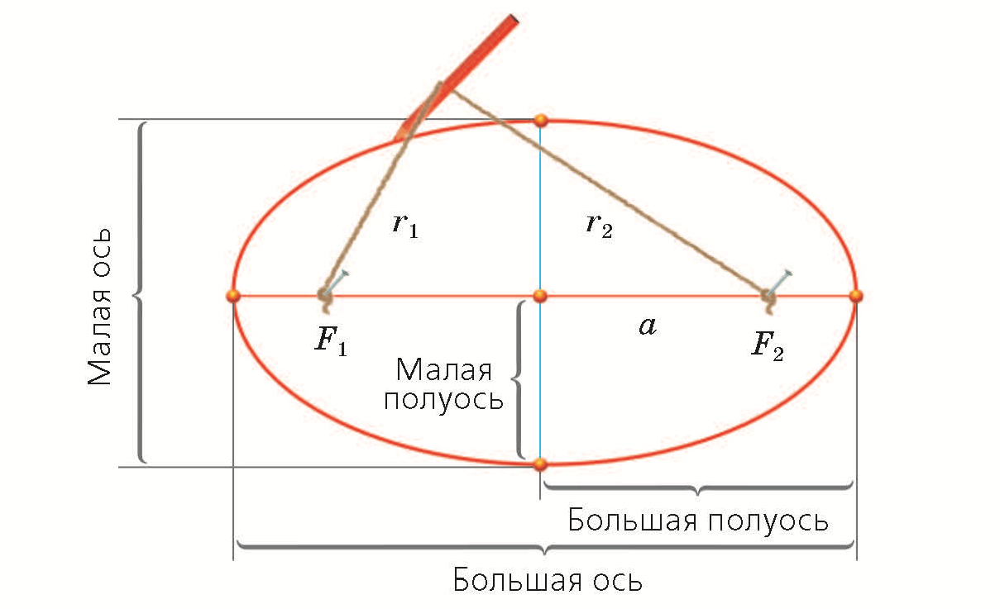 Малая ось
r₁
r₂
F₁
a
F₂
Малая
полуось
Большая полуось
Большая ось